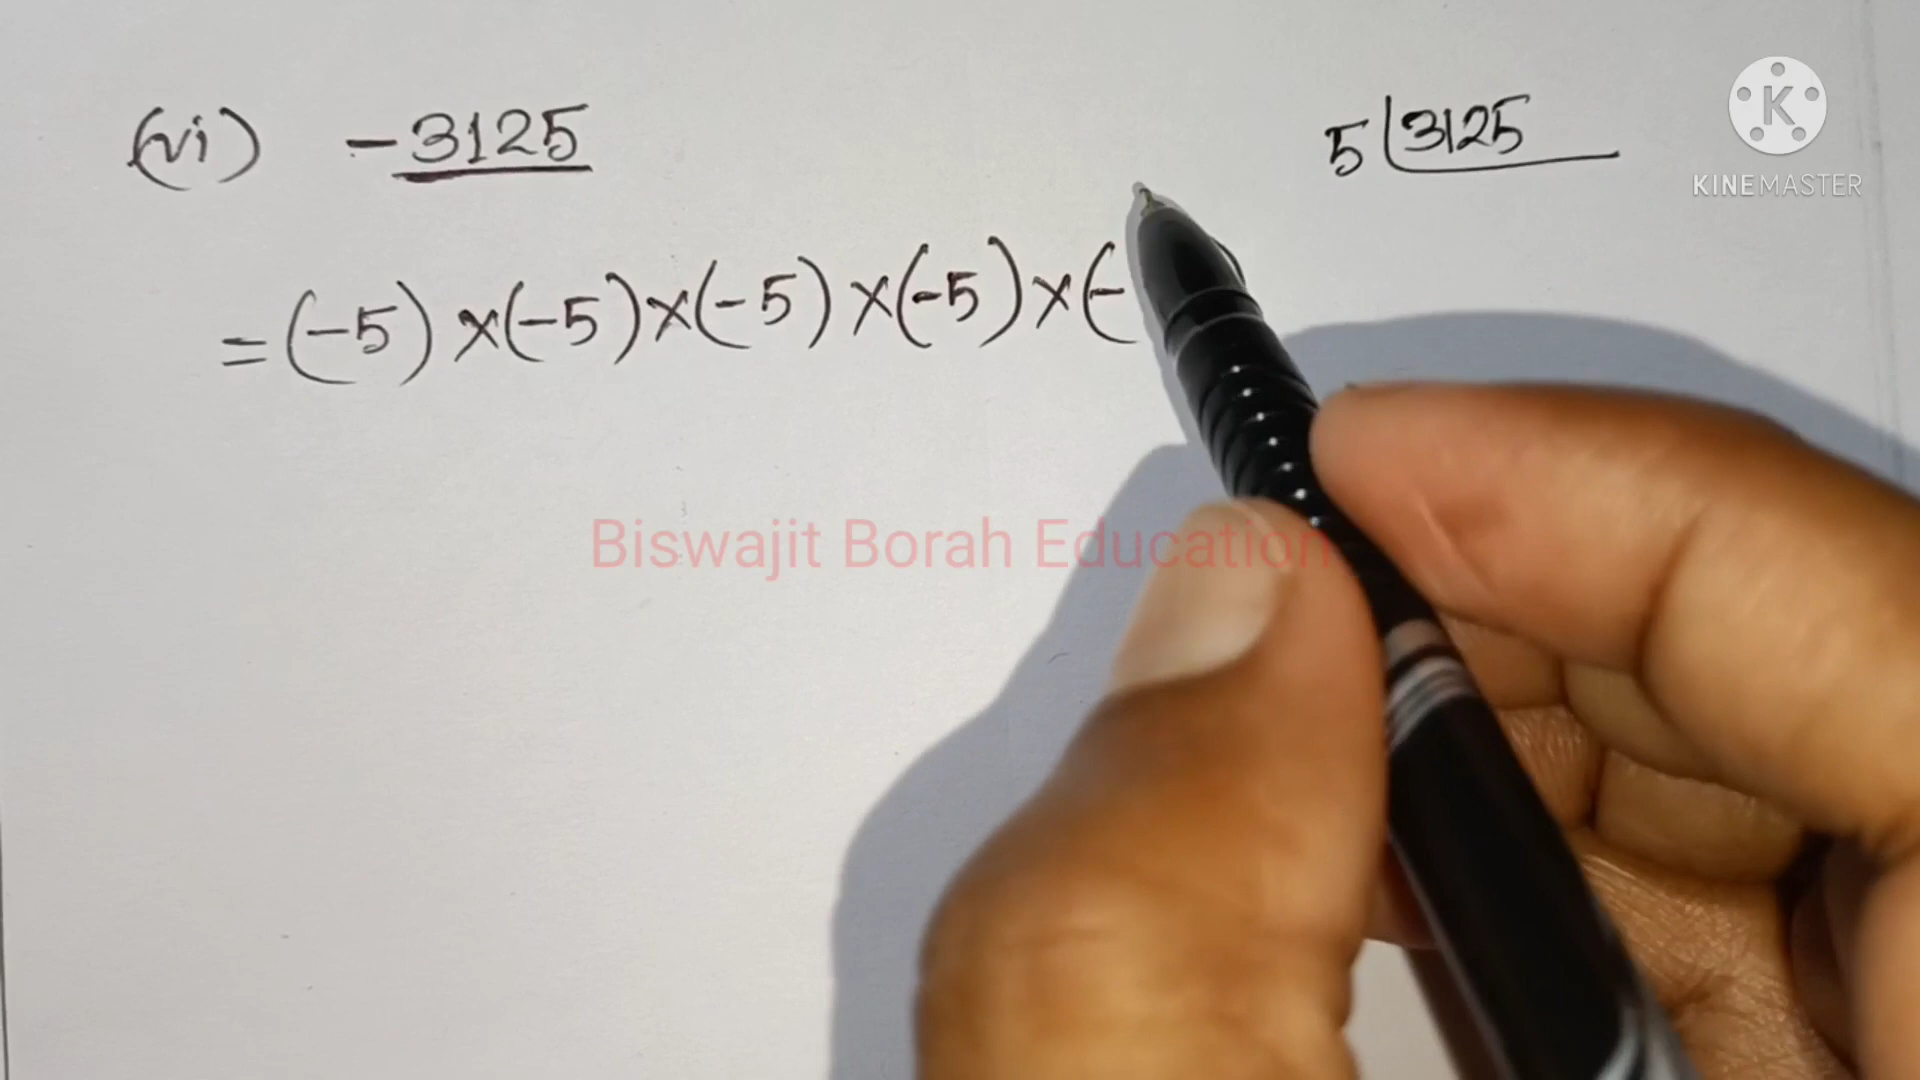 (vi) -3125
5 3125
KINEMASTER
= (-5) ×(-5)×(-5) ×(-5)×(-
Biswajit Borah Education